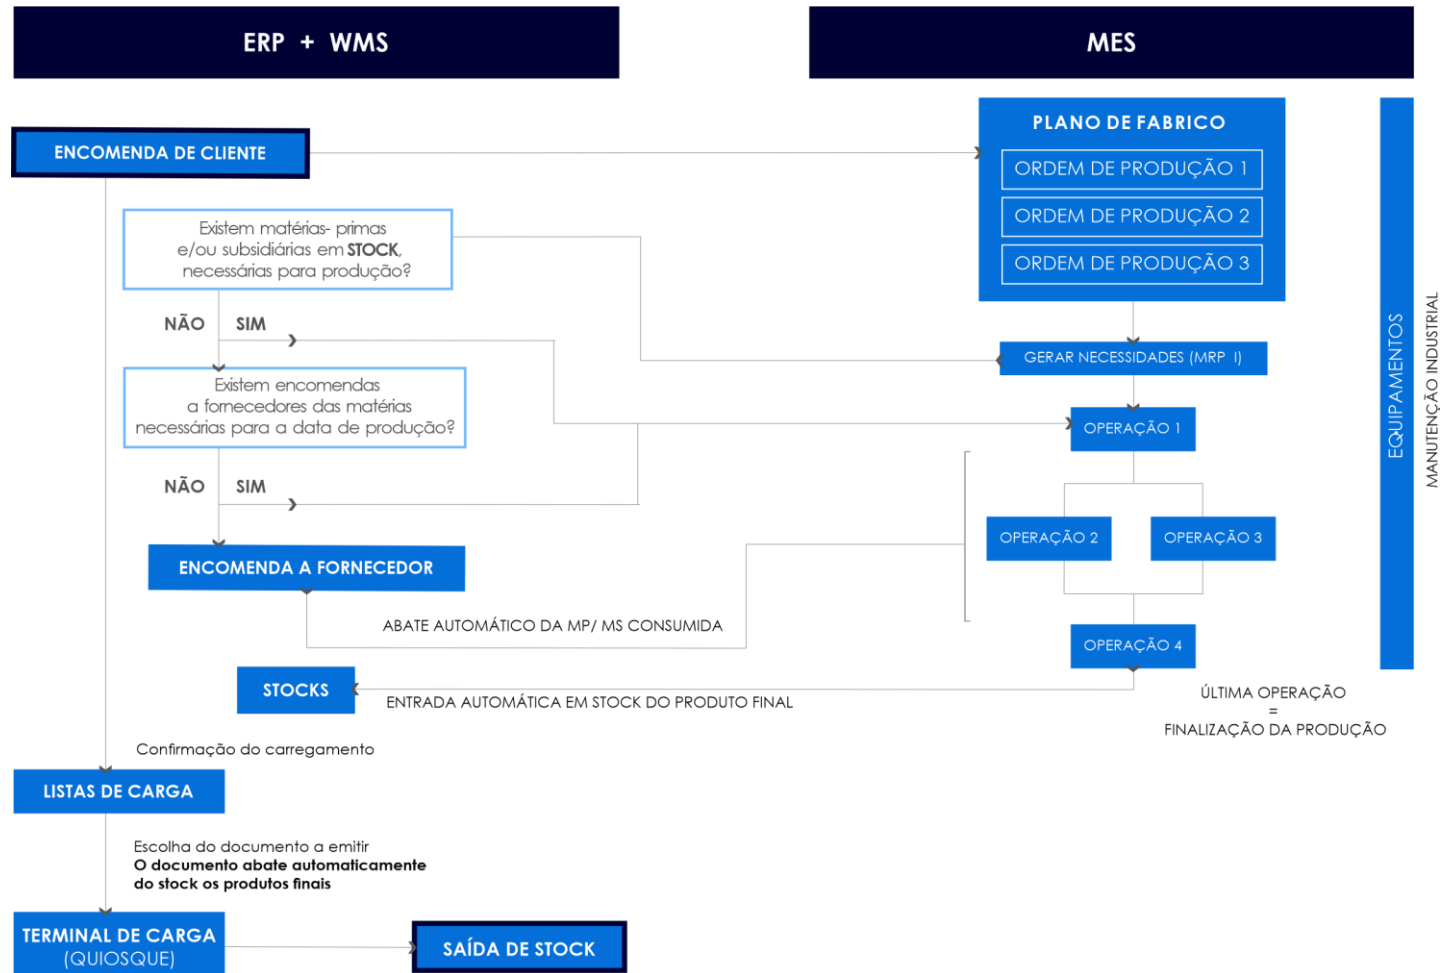 ERP + WMS
MES
ENCOMENDA DE CLIENTE
PLANO DE FABRICO
ORDEM DE PRODUÇÃO 1
ORDEM DE PRODUÇÃO 2
ORDEM DE PRODUÇÃO 3
Existem matérias- primas
e/ou subsidiárias em STOCK,
necessárias para produção?
NÃO SIM
GERAR NECESSIDADES (MRP I)
Existem encomendas
a fornecedores das matérias
necessárias para a data de produção?
NÃO SIM
OPERAÇÃO 1
OPERAÇÃO 2
OPERAÇÃO 3
ENCOMENDA A FORNECEDOR
ABATE AUTOMÁTICO DA MP/ MS CONSUMIDA
OPERAÇÃO 4
EQUIPAMENTOS
MANUTENÇÃO INDUSTRIAL
STOCKS
ENTRADA AUTOMÁTICA EM STOCK DO PRODUTO FINAL
ÚLTIMA OPERAÇÃO
=
FINALIZAÇÃO DA PRODUÇÃO
Confirmação do carregamento
LISTAS DE CARGA
Escolha do documento a emitir
O documento abate automaticamente
do stock os produtos finais
TERMINAL DE CARGA
(QUIOSQUE)
SAÍDA DE STOCK